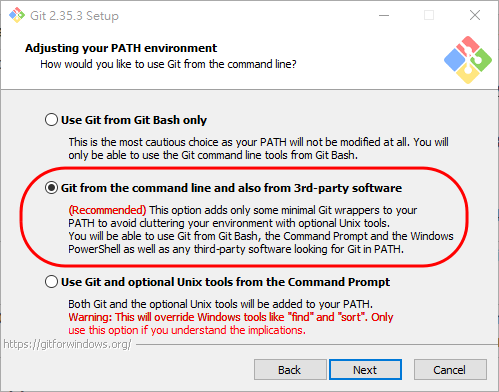 Git 2.35.3 Setup
Adjusting your PATH environment
How would you like to use Git from the command line?
Use Git from Git Bash only
This is the most cautious choice as your PATH will not be modified at all. You will
only be able to use the Git command line tools from Git Bash.
Git from the command line and also from 3rd-party software
(Recommended) This option adds only some minimal Git wrappers to your
PATH to avoid cluttering your environment with optional Unix tools.
You will be able to use Git from Git Bash, the Command Prompt and the Windows
PowerShell as well as any third-party software looking for Git in PATH.
Use Git and optional Unix tools from the Command Prompt
Both Git and the optional Unix tools will be added to your PATH.
Warning: This will override Windows tools like "find" and "sort". Only
use this option if you understand the implications.
https://gitforwindows.org/
Back Next Cancel